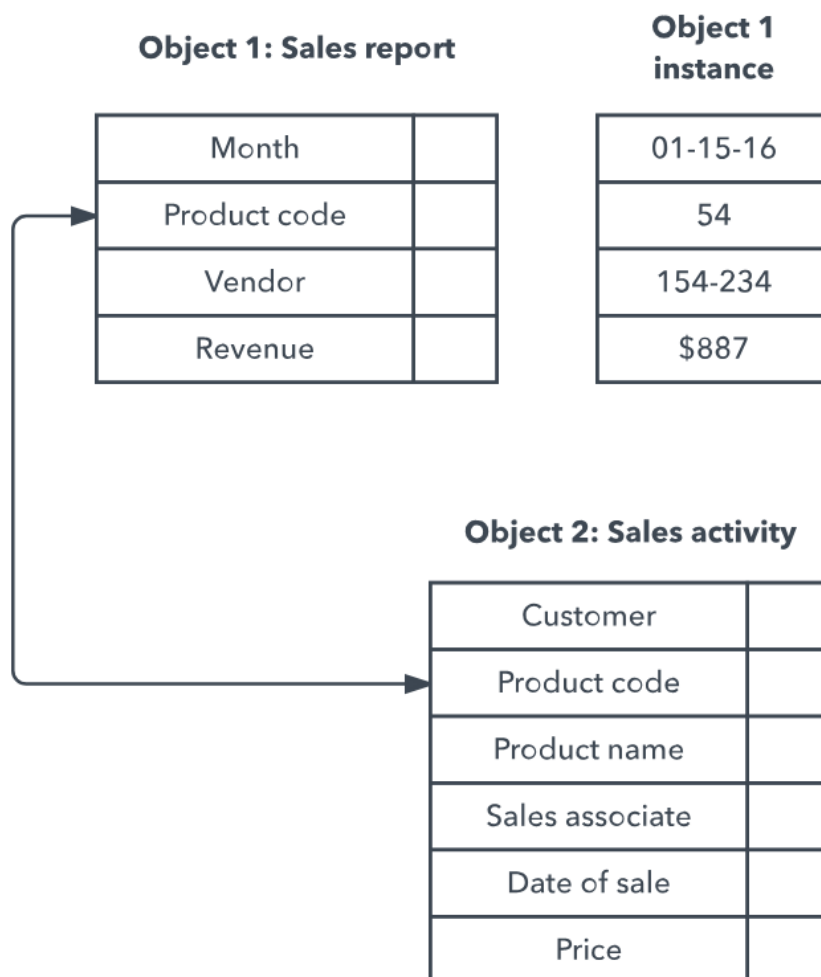 Object 1: Sales report
Object 1
instance
Month
01-15-16
Product code
54
Vendor
154-234
Revenue
$887
Object 2: Sales activity
Customer
Product code
Product name
Sales associate
Date of sale
Price